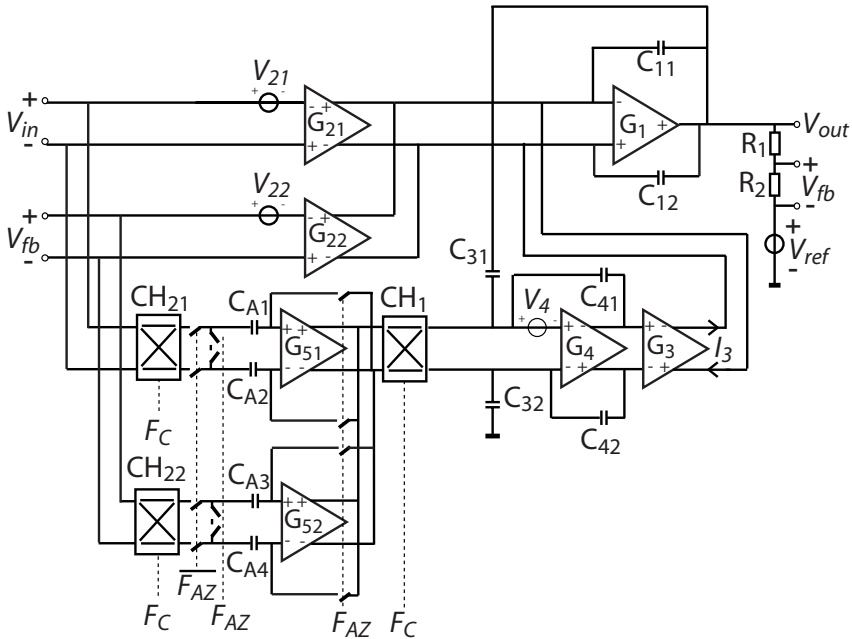 V21
C11
+
+ -
- +
-
Vin
G21
G1
+
Vout
-
+ -
+
R1
+
V22
C12
R2
Vfb
+
+ -
- +
-
Vfb
G22
C31
+
Vref
-
+ -
-
CH21
CA1
CH1
V4
C41
+ -
+ +
+ -
+ -
G51
G4
G3
I3
- -
- +
- +
CA2
C32
FC
C42
CH22
CA3
+ +
G52
- -
CA4
FAZ
FC
FAZ
FAZ
FC